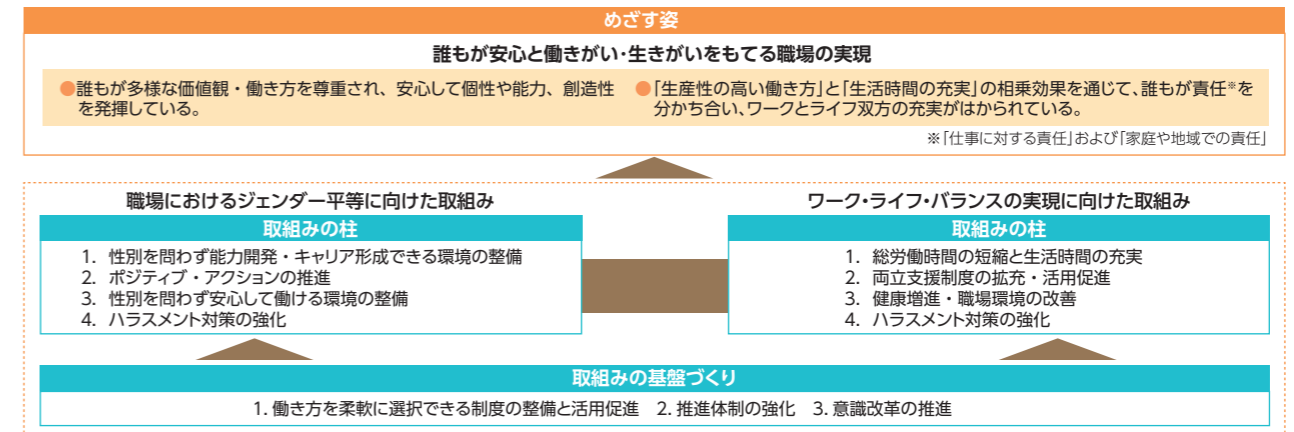 めざす姿
誰もが安心と働きがい・生きがいをもてる職場の実現
●誰もが多様な価値観・働き方を尊重され、安心して個性や能力、創造性
を発揮している。
●「生産性の高い働き方」と「生活時間の充実」の相乗効果を通じて、誰もが責任※を
分かち合い、ワークとライフ双方の充実がはかられている。
※「仕事に対する責任」および「家庭や地域での責任」
職場におけるジェンダー平等に向けた取組み
取組みの柱
1. 性別を問わず能力開発・キャリア形成できる環境の整備
2. ポジティブ・アクションの推進
3. 性別を問わず安心して働ける環境の整備
4. ハラスメント対策の強化
ワーク・ライフ・バランスの実現に向けた取組み
取組みの柱
1. 総労働時間の短縮と生活時間の充実
2. 両立支援制度の拡充・活用促進
3. 健康増進・職場環境の改善
4. ハラスメント対策の強化
取組みの基盤づくり
1. 働き方を柔軟に選択できる制度の整備と活用促進 2. 推進体制の強化 3. 意識改革の推進